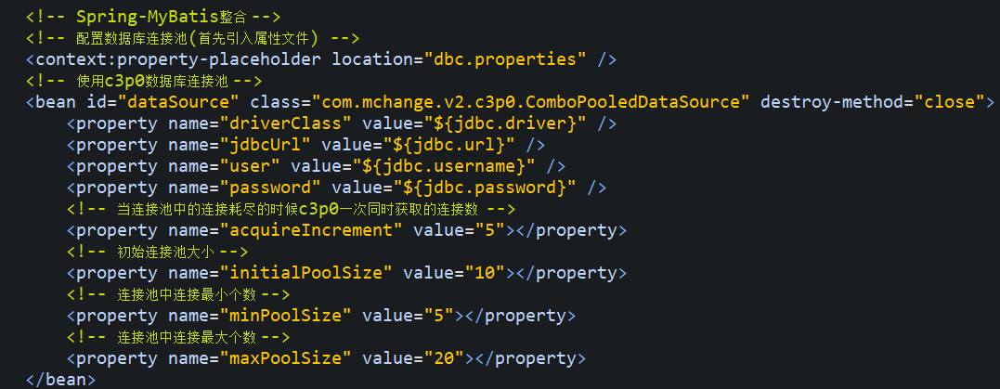 <!-- Spring-MyBatis整合 -->
<!-- 配置数据库连接池(首先引入属性文件) -->
<context:property-placeholder location="dbc.properties" />
<!-- 使用c3p0数据库连接池 -->
<bean id="dataSource" class="com.mchange.v2.c3p0.ComboPooledDataSource" destroy-method="close">
    <property name="driverClass" value="${jdbc.driver}" />
    <property name="jdbcUrl" value="${jdbc.url}" />
    <property name="user" value="${jdbc.username}" />
    <property name="password" value="${jdbc.password}" />
    <!-- 当连接池中的连接耗尽的时候c3p0一次同时获取的连接数 -->
    <property name="acquireIncrement" value="5"></property>
    <!-- 初始连接池大小 -->
    <property name="initialPoolSize" value="10"></property>
    <!-- 连接池中连接最小个数 -->
    <property name="minPoolSize" value="5"></property>
    <!-- 连接池中连接最大个数 -->
    <property name="maxPoolSize" value="20"></property>
</bean>